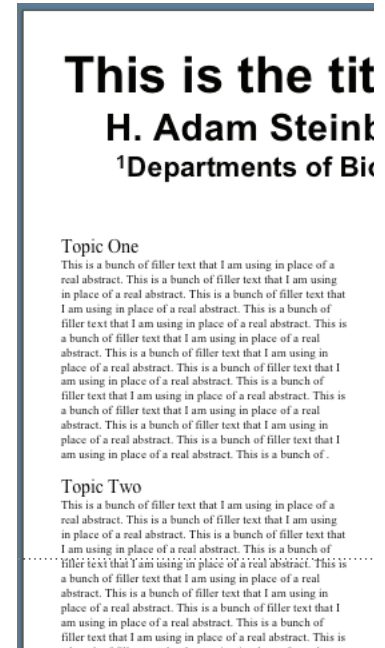 This is the tit
H. Adam Steinb
¹Departments of Bio
Topic One
This is a bunch of filler text that I am using in place of a
real abstract. This is a bunch of filler text that I am using
in place of a real abstract. This is a bunch of filler text that
I am using in place of a real abstract. This is a bunch of
filler text that I am using in place of a real abstract. This is
a bunch of filler text that I am using in place of a real
abstract. This is a bunch of filler text that I am using in
place of a real abstract. This is a bunch of filler text that I
am using in place of a real abstract. This is a bunch of
filler text that I am using in place of a real abstract. This is
a bunch of filler text that I am using in place of a real
abstract. This is a bunch of filler text that I am using in
place of a real abstract. This is a bunch of filler text that I
am using in place of a real abstract. This is a bunch of .
Topic Two
This is a bunch of filler text that I am using in place of a
real abstract. This is a bunch of filler text that I am using
in place of a real abstract. This is a bunch of filler text that
I am using in place of a real abstract. This is a bunch of
filler text that I am using in place of a real abstract. This is
a bunch of filler text that I am using in place of a real
abstract. This is a bunch of filler text that I am using in
place of a real abstract. This is a bunch of filler text that I
am using in place of a real abstract. This is a bunch of
filler text that I am using in place of a real abstract. This is